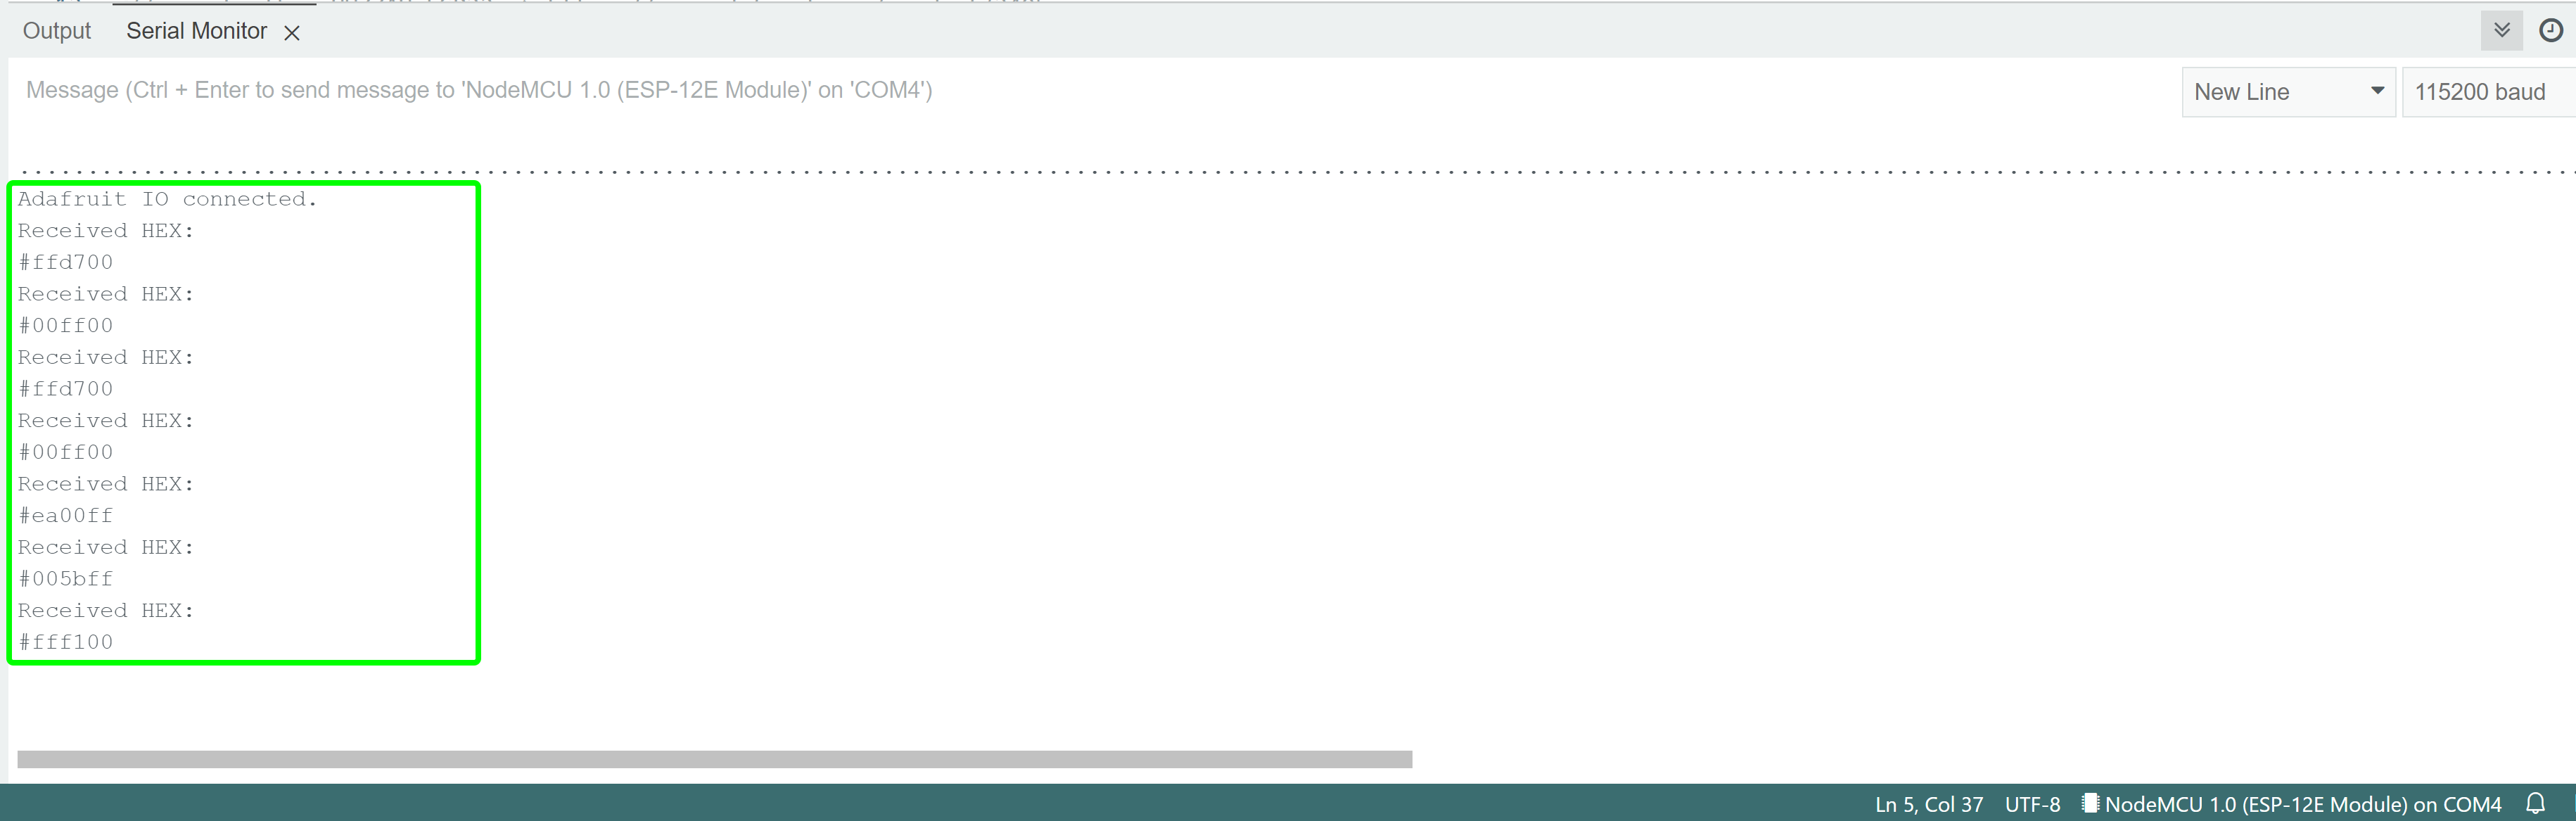 Output Serial Monitor
Message (Ctrl + Enter to send message to 'NodeMCU 1.0 (ESP-12E Module)' on 'COM4')
New Line
115200 baud
Adafruit IO connected.
Received HEX:
#ffd700
Received HEX:
#00ff00
Received HEX:
#ffd700
Received HEX:
#00ff00
Received HEX:
#ea00ff
Received HEX:
#005bff
Received HEX:
#fff100
Ln 5, Col 37 UTF-8 NodeMCU 1.0 (ESP-12E Module) on COM4